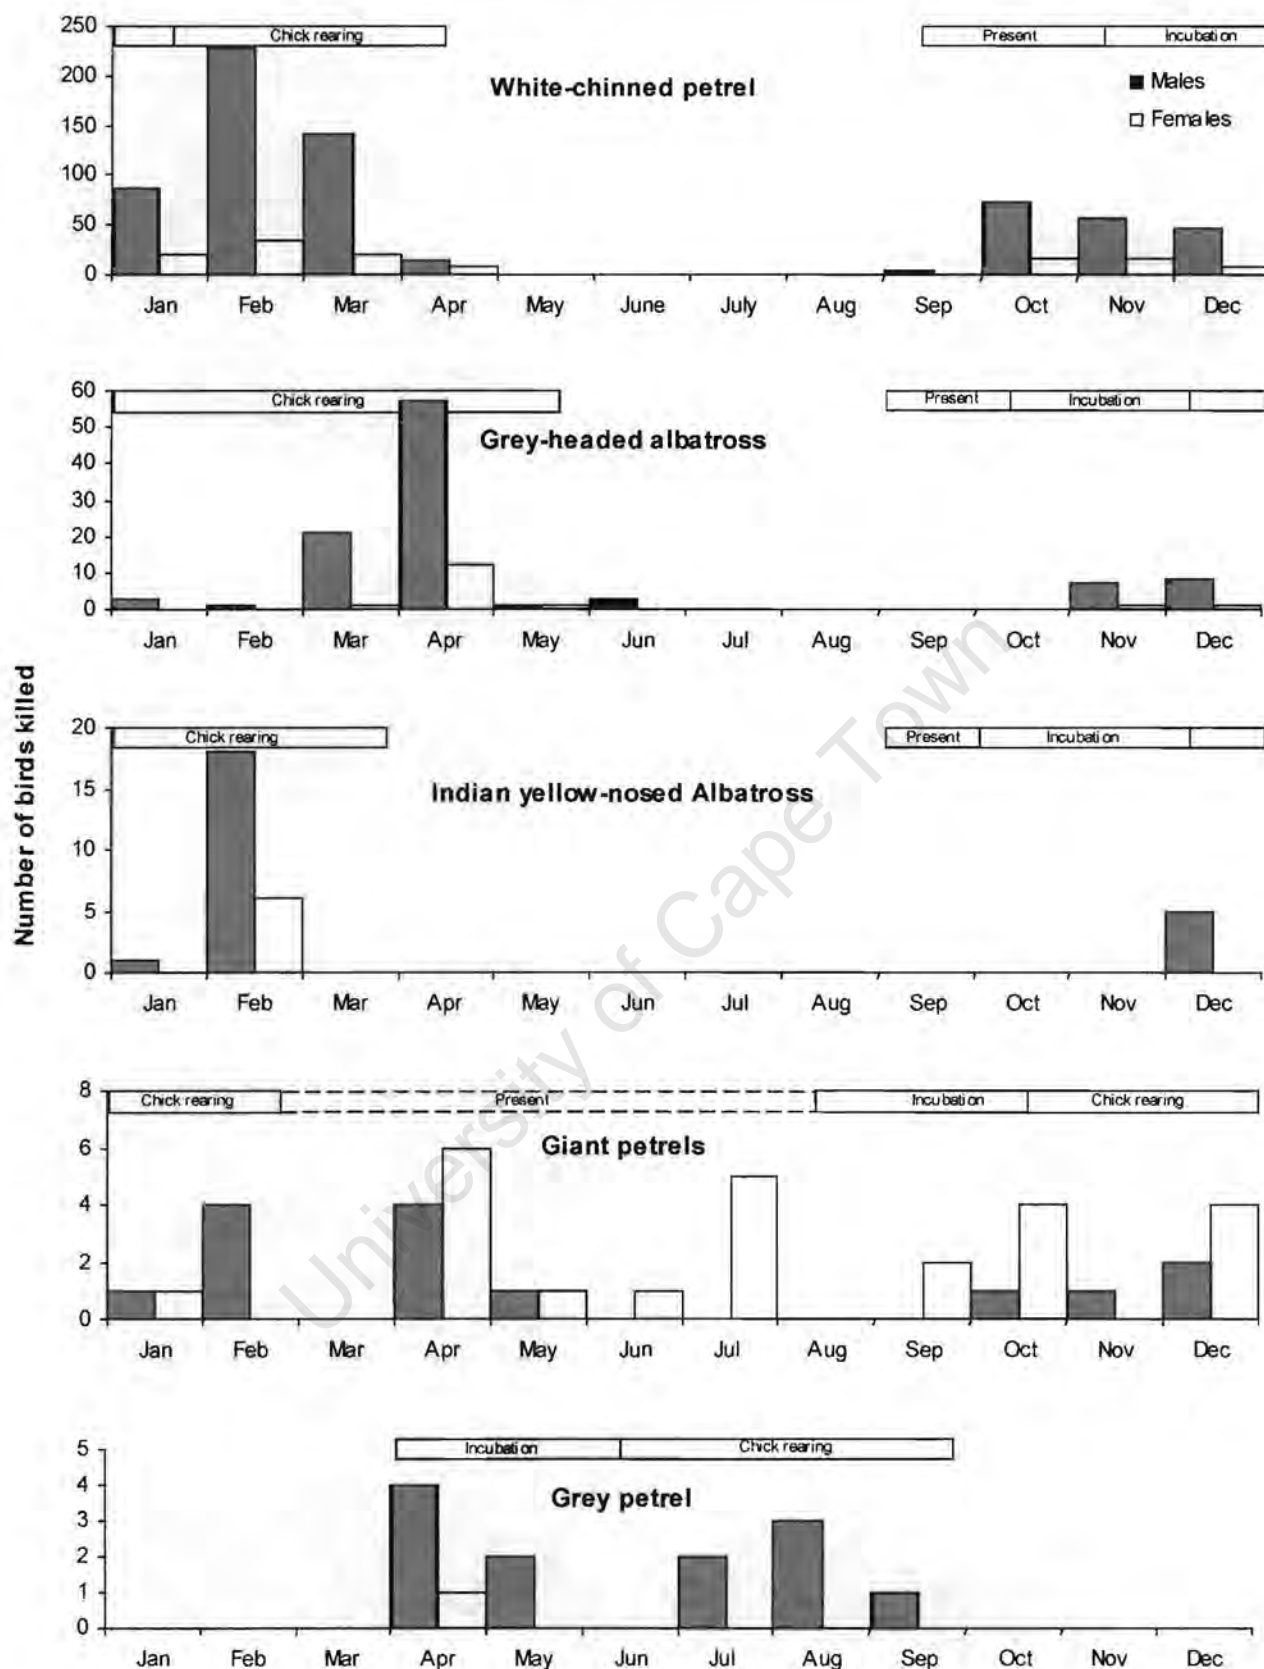 250
Chick rearing
Present
Incubation
200
White-chinned petrel
Males
150
Females
100
50
0
Jan Feb Mar Apr May June July Aug Sep Oct Nov Dec
60
Chick rearing
Present
Incubation
50
Grey-headed albatross
40
30
20
10
0
Jan Feb Mar Apr May Jun Jul Aug Sep Oct Nov Dec
Number of birds killed
20
Chick rearing
Present
Incubation
15
Indian yellow-nosed Albatross
10
5
0
Jan Feb Mar Apr May Jun Jul Aug Sep Oct Nov Dec
8
Chick rearing
Present
Incubation
Chick rearing
6
Giant petrels
4
2
0
Jan Feb Mar Apr May Jun Jul Aug Sep Oct Nov Dec
5
Incubation
Chick rearing
4
Grey petrel
3
2
1
0
Jan Feb Mar Apr May Jun Jul Aug Sep Oct Nov Dec
University of Cape Town